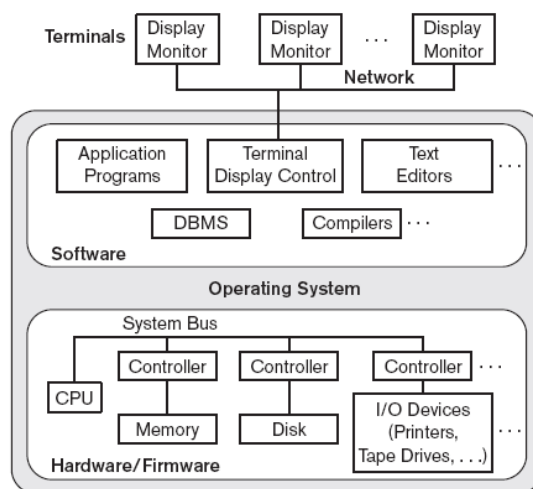 Terminals
Display Monitor
Display Monitor
. . .
Display Monitor
Network
Application Programs
Terminal Display Control
Text Editors
. . .
DBMS
Compilers
. . .
Software
Operating System
System Bus
Controller
Controller
Controller
. . .
CPU
Memory
Disk
I/O Devices
(Printers,
Tape Drives, . . .)
. . .
Hardware/Firmware